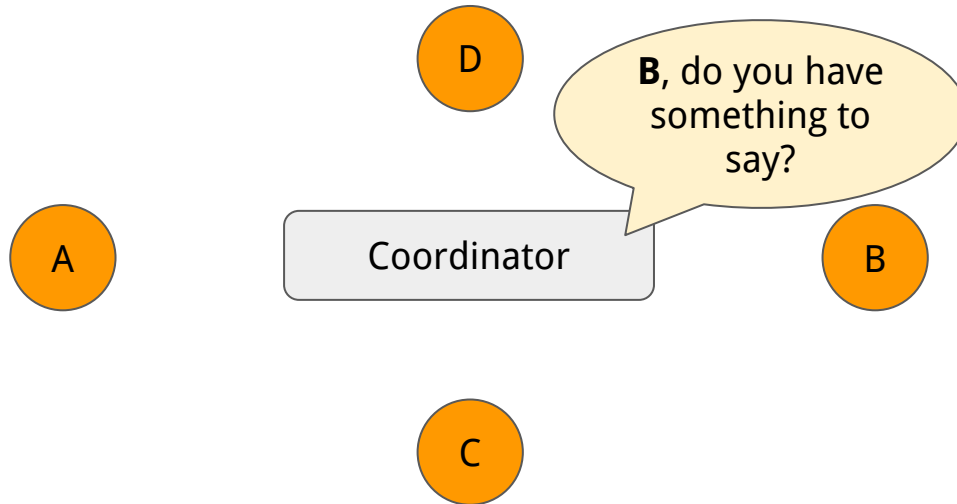 D
B, do you have
something to
say?
A
Coordinator
B
C